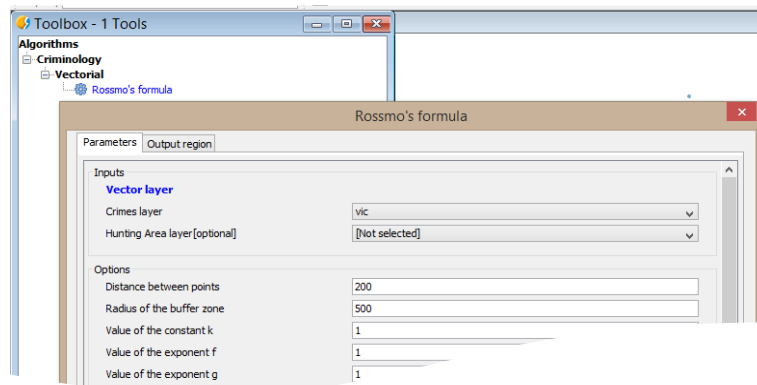 Toolbox - 1 Tools
Algorithms
Criminology
Vectorial
Rossmo's formula
Rossmo's formula
Parameters Output region
Inputs
Vector layer
Crimes layer vic
Hunting Area layer[optional] [Not selected]
Options
Distance between points 200
Radius of the buffer zone 500
Value of the constant k 1
Value of the exponent f 1
Value of the exponent g 1